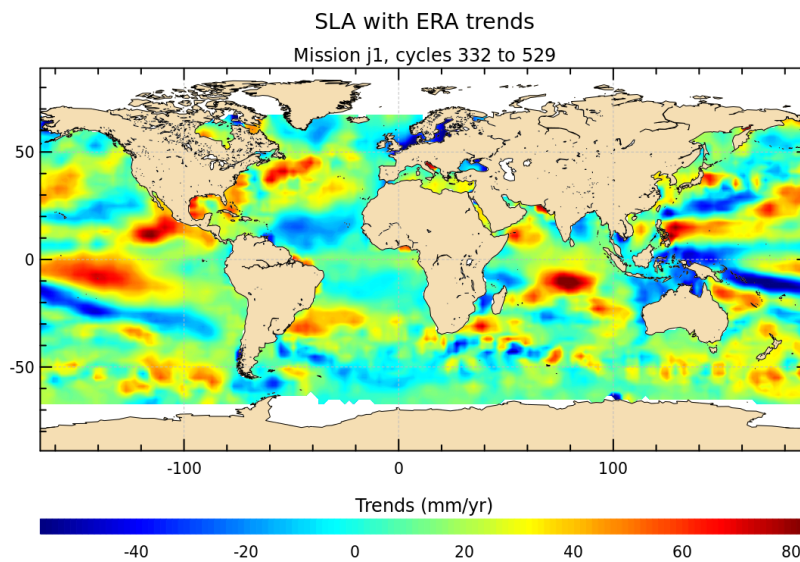 SLA with ERA trends
Mission j1, cycles 332 to 529
50
0
-50
-100 0 100
Trends (mm/yr)
-40 -20 0 20 40 60 80